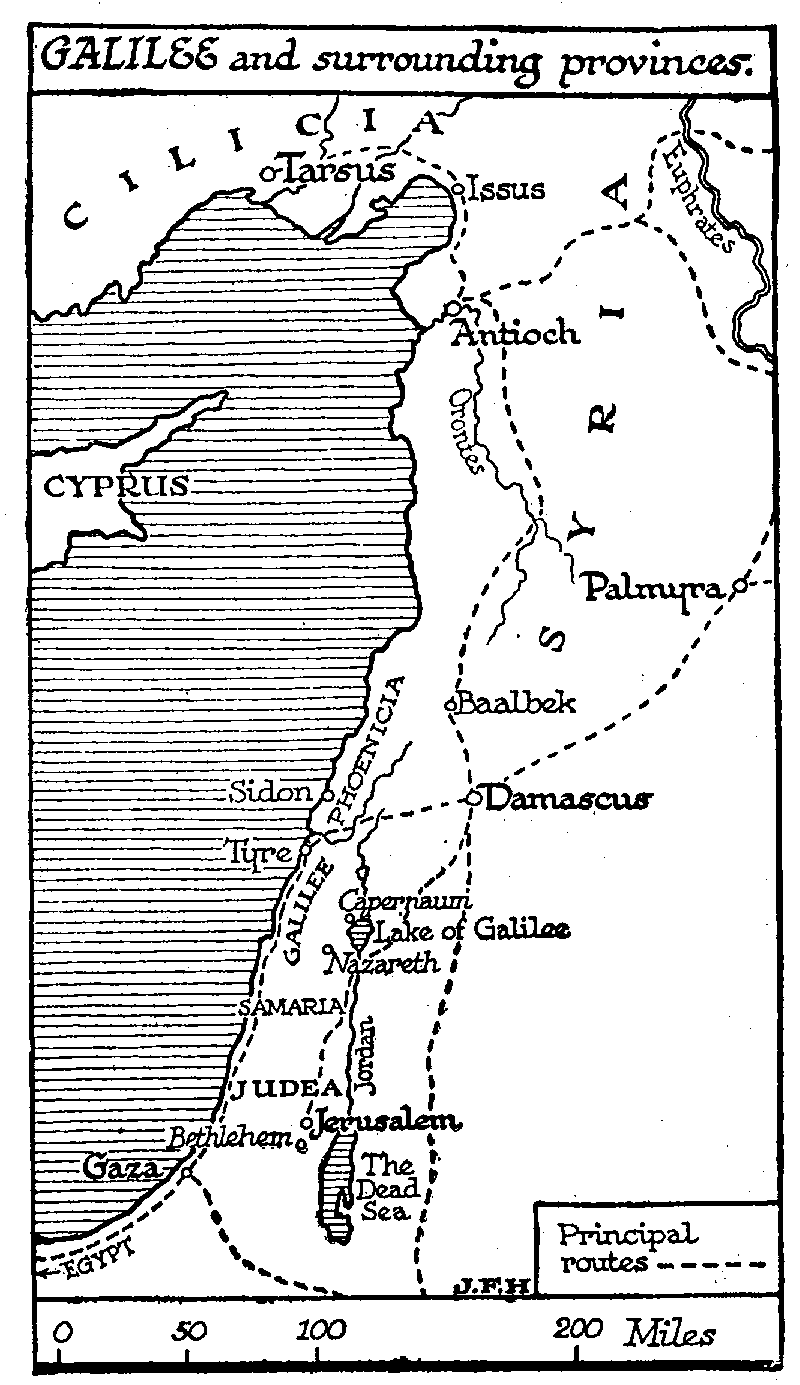 GALILEE and surrounding provinces.
CILICIA
Tarsus
Issus
Euphrates
SYRIA
Antioch
Orontes
CYPRUS
Palmyra
Baalbek
PHOENICIA
Sidon
Damascus
Tyre
GALILEE
Capernaum
Lake of Galilee
Nazareth
SAMARIA
Jordan
JUDEA
Jerusalem
Bethlehem
Gaza
The
Dead
Sea
EGYPT
Principal
routes
J.F.H
0 50 100 200 Miles